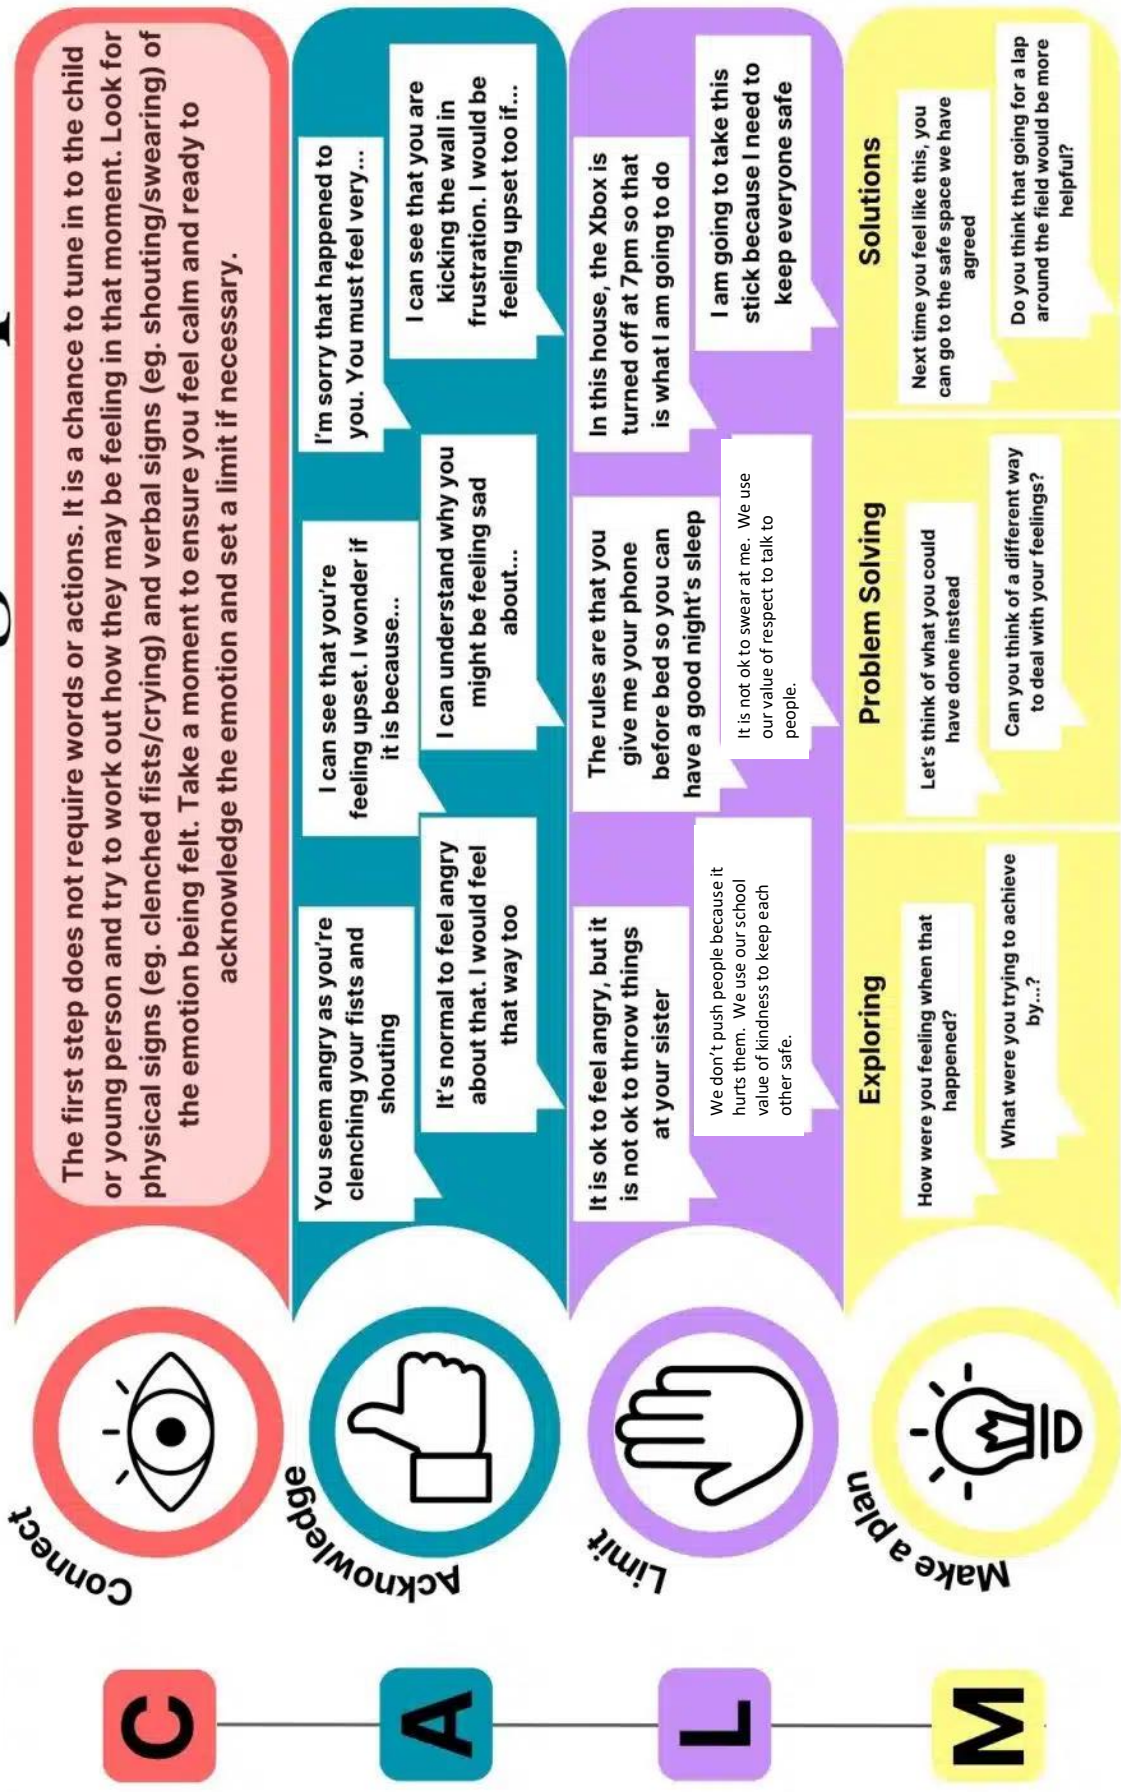 C
Connect
The first step does not require words or actions. It is a chance to tune in to the child
or young person and try to work out how they may be feeling in that moment. Look for
physical signs (eg. clenched fists/crying) and verbal signs (eg. shouting/swearing) of
the emotion being felt. Take a moment to ensure you feel calm and ready to
acknowledge the emotion and set a limit if necessary.
A
Acknowledge
You seem angry as you're
clenching your fists and
shouting
It's normal to feel angry
about that. I would feel
that way too
I can see that you're
feeling upset. I wonder if
it is because...
I can understand why you
might be feeling sad
about...
I'm sorry that happened to
you. You must feel very...
I can see that you are
kicking the wall in
frustration. I would be
feeling upset too if...
L
Limit
It is ok to feel angry, but it
is not ok to throw things
at your sister
We don't push people because it
hurts them. We use our school
value of kindness to keep each
other safe.
The rules are that you
give me your phone
before bed so you can
have a good night's sleep
It is not ok to swear at me. We use
our value of respect to talk to
people.
In this house, the Xbox is
turned off at 7pm so that
is what I am going to do
I am going to take this
stick because I need to
keep everyone safe
M
Make a plan
Exploring
How were you feeling when that
happened?
What were you trying to achieve
by...?
Problem Solving
Let's think of what you could
have done instead
Can you think of a different way
to deal with your feelings?
Solutions
Next time you feel like this, you
can go to the safe space we have
agreed
Do you think that going for a lap
around the field would be more
helpful?